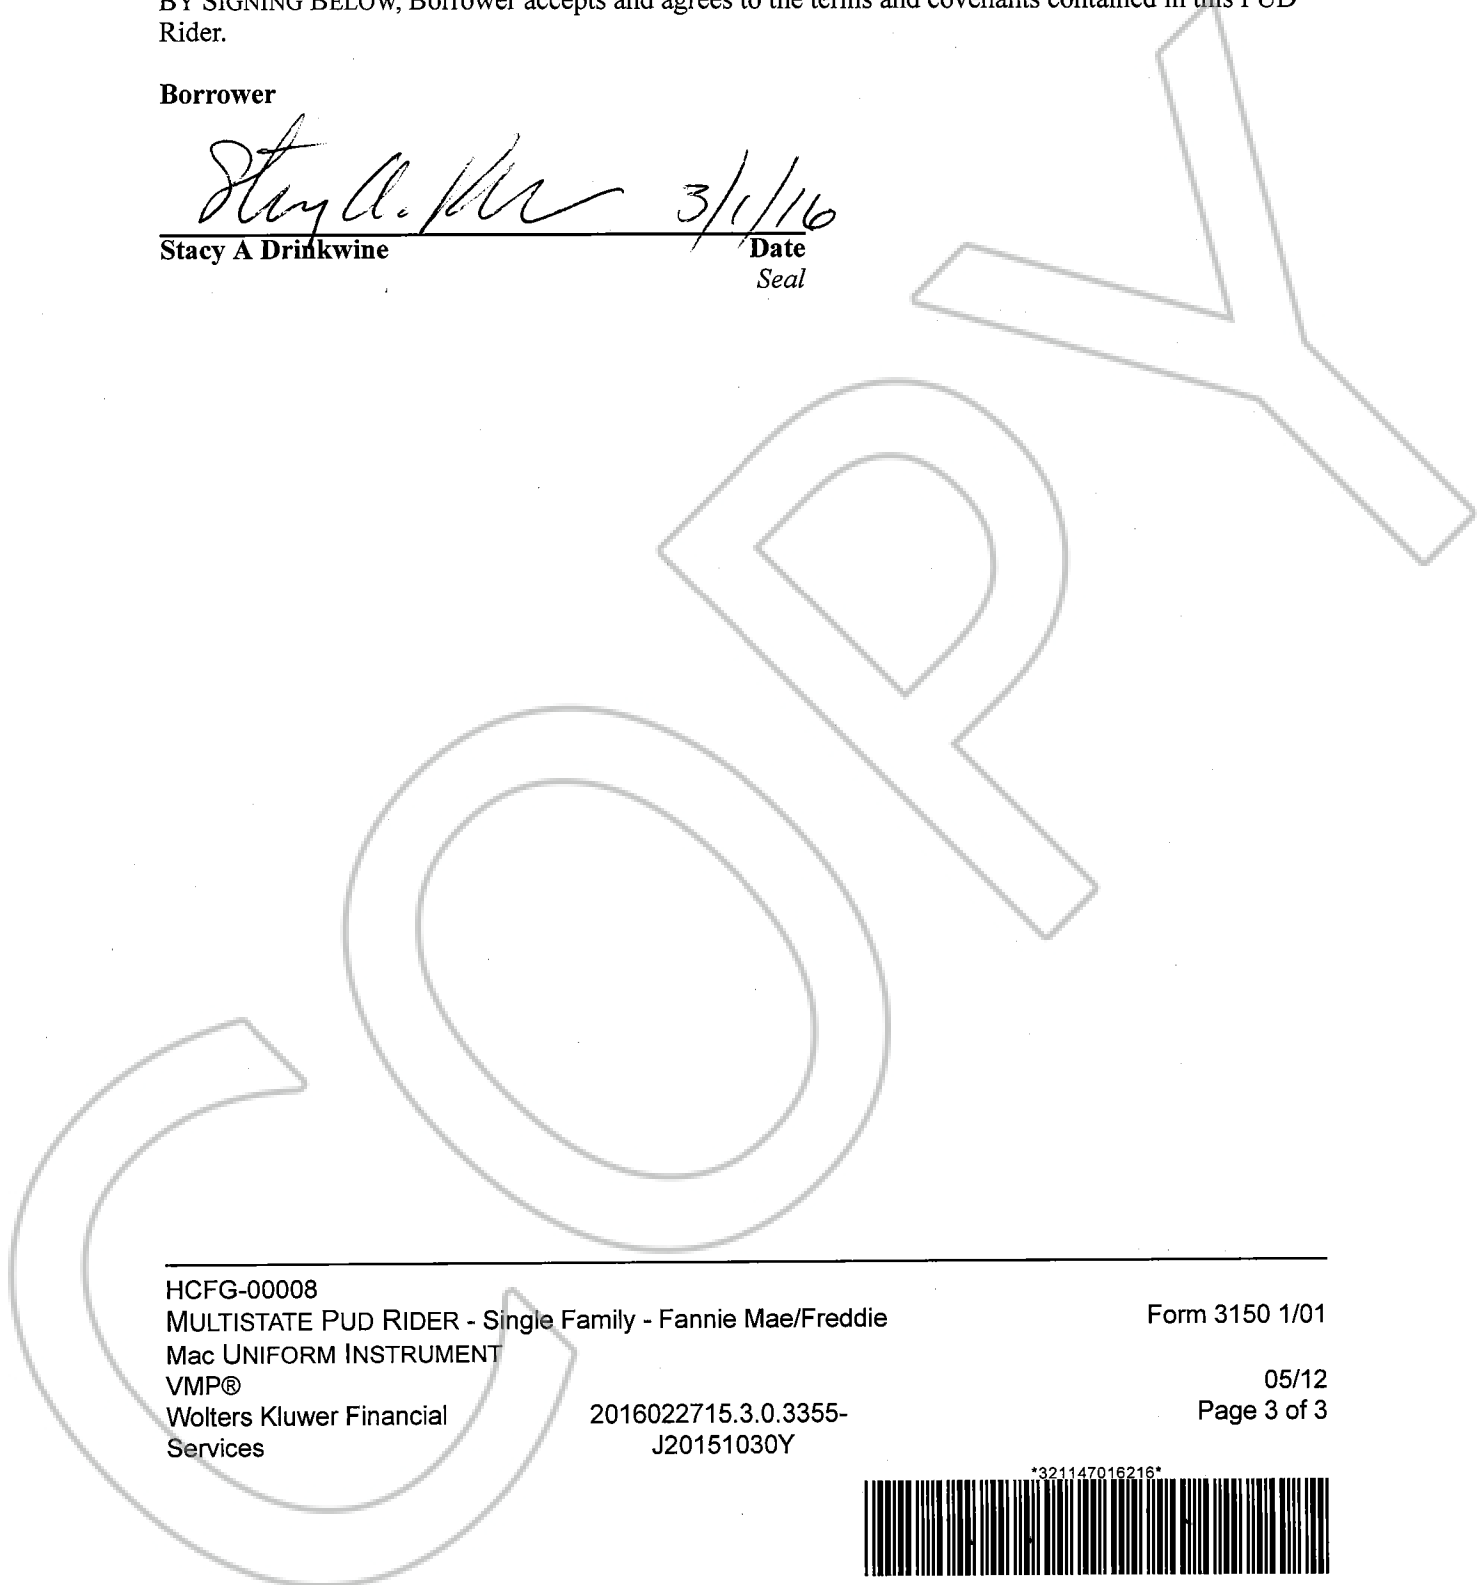 BY SIGNING BELOW, Borrower accepts and agrees to the terms and covenants contained in this PUD
Rider.
Borrower
Stacy A. 3/1/16
Stacy A Drinkwine Date
Seal
COPY
HCFG-00008
MULTISTATE PUD RIDER - Single Family - Fannie Mae/Freddie Form 3150 1/01
Mac UNIFORM INSTRUMENT
VMP® 05/12
Wolters Kluwer Financial 2016022715.3.0.3355- Page 3 of 3
Services J20151030Y
*321147016216*